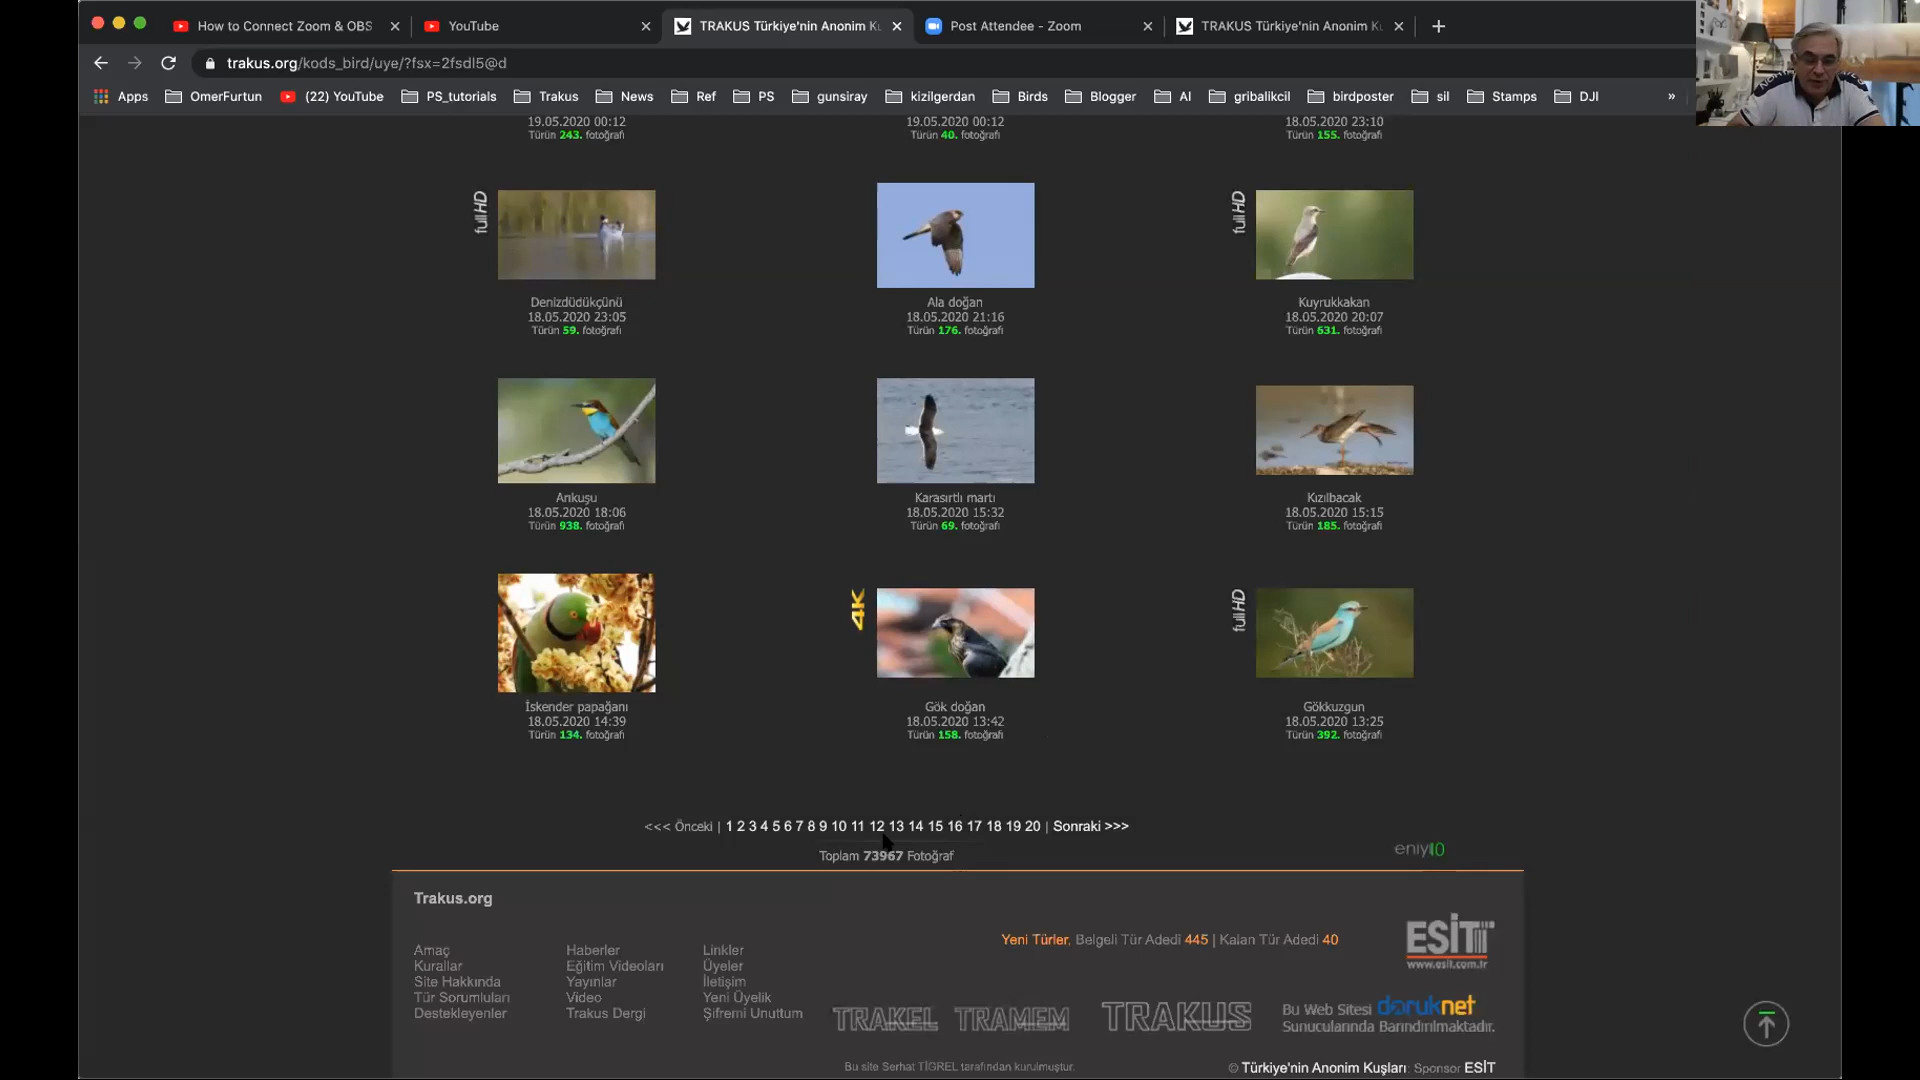 How to Connect Zoom & OBS
YouTube
TRAKUS Türkiye'nin Anonim Ku
Post Attendee - Zoom
TRAKUS Türkiye'nin Anonim Ku
trakus.org/kods_bird/uye/?fsx=2fsdl5@d
Apps OmerFurtun (22) YouTube PS_tutorials Trakus News Ref PS gunsiray kizilgerdan Birds Blogger AI gribalikcil birdposter sil Stamps DJI »
19.05.2020 00:12
Türün 243. fotoğrafı
19.05.2020 00:12
Türün 40. fotoğrafı
18.05.2020 23:10
Türün 155. fotoğrafı
fullHD
Denizdüdükçünü
18.05.2020 23:05
Türün 59. fotoğrafı
Ala doğan
18.05.2020 21:16
Türün 176. fotoğrafı
fullHD
Kuyrukkakan
18.05.2020 20:07
Türün 631. fotoğrafı
Arıkuşu
18.05.2020 18:06
Türün 938. fotoğrafı
Karasırtlı martı
18.05.2020 15:32
Türün 69. fotoğrafı
Kızılbacak
18.05.2020 15:15
Türün 185. fotoğrafı
İskender papağanı
18.05.2020 14:39
Türün 134. fotoğrafı
4K
Gök doğan
18.05.2020 13:42
Türün 158. fotoğrafı
fullHD
Gökkuzgun
18.05.2020 13:25
Türün 392. fotoğrafı
<<< Önceki | 1 2 3 4 5 6 7 8 9 10 11 12 13 14 15 16 17 18 19 20 | Sonraki >>>
Toplam 73967 Fotoğraf
eniyi10
Trakus.org
Amaç
Kurallar
Site Hakkında
Tür Sorumluları
Destekleyenler
Haberler
Eğitim Videoları
Yayınlar
Video
Trakus Dergi
Linkler
Üyeler
İletişim
Yeni Üyelik
Şifremi Unuttum
Yeni Türler, Belgeli Tür Adedi 445 | Kalan Tür Adedi 40
ESİT
www.esit.com.tr
TRAKEL TRAMEM TRAKUS
Bu Web Sitesi doruknet
Sunucularında Barındırılmaktadır.
Bu site Serhat TİGREL tarafından kurulmuştur.
© Türkiye'nin Anonim Kuşları: Sponsor ESİT